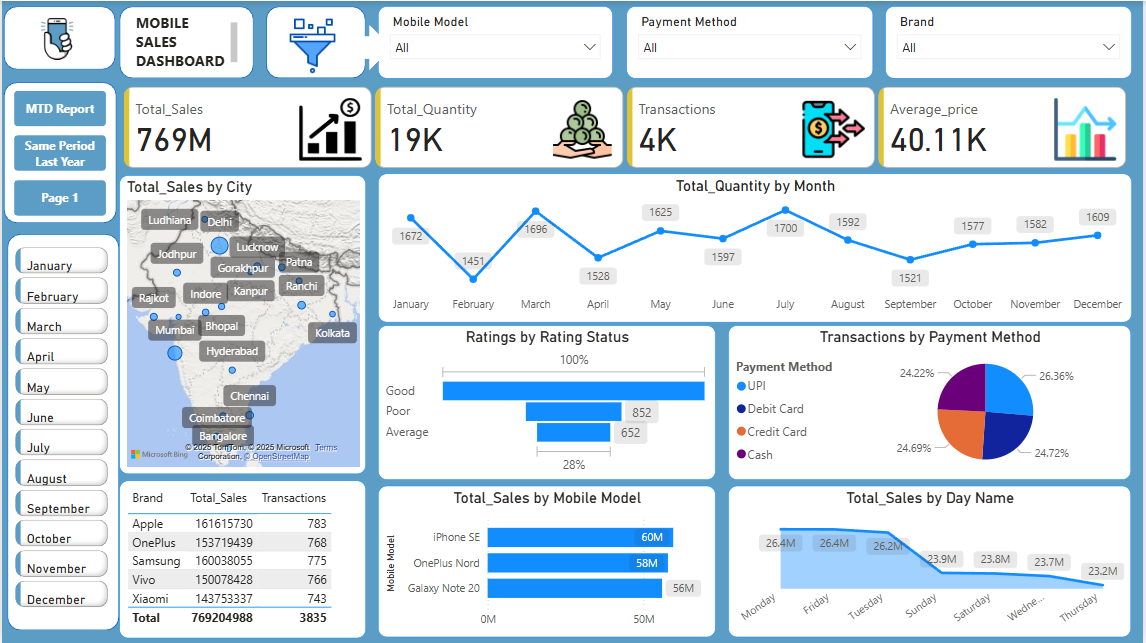 MOBILE
SALES
DASHBOARD
Mobile Model
All
Payment Method
All
Brand
All
MTD Report
Same Period
Last Year
Page 1
Total_Sales
769M
Total_Quantity
19K
Transactions
4K
Average_price
40.11K
January
February
March
April
May
June
July
August
September
October
November
December
Total_Sales by City
Ludhiana
Delhi
Jodhpur
Lucknow
Gorakhpur
Patna
Rajkot
Indore
Kanpur
Ranchi
Mumbai
Bhopal
Kolkata
Hyderabad
Chennai
Coimbatore
Bangalore
Microsoft Bing
© 2025 TomTom, © 2025 Microsoft Terms
Corporation, © OpenStreetMap
Total_Quantity by Month
1672
1451
1696
1528
1625
1597
1700
1592
1521
1577
1582
1609
January February March April May June July August September October November December
Ratings by Rating Status
100%
Good
Poor 852
Average 652
28%
Transactions by Payment Method
Payment Method
UPI
Debit Card
Credit Card
Cash
24.22%
26.36%
24.69%
24.72%
Brand Total_Sales Transactions
Apple 161615730 783
OnePlus 153719439 768
Samsung 160038055 775
Vivo 150078428 766
Xiaomi 143753337 743
Total 769204988 3835
Total_Sales by Mobile Model
Mobile Model
iPhone SE 60M
OnePlus Nord 58M
Galaxy Note 20 56M
0M 50M
Total_Sales by Day Name
26.4M 26.4M 26.2M 23.9M 23.8M 23.7M 23.2M
Monday Friday Tuesday Sunday Saturday Wedne... Thursday